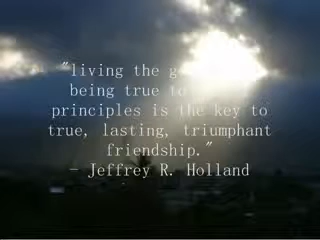 "living the g
being true to
principles is the key to
true, lasting, triumphant
friendship."
- Jeffrey R. Holland